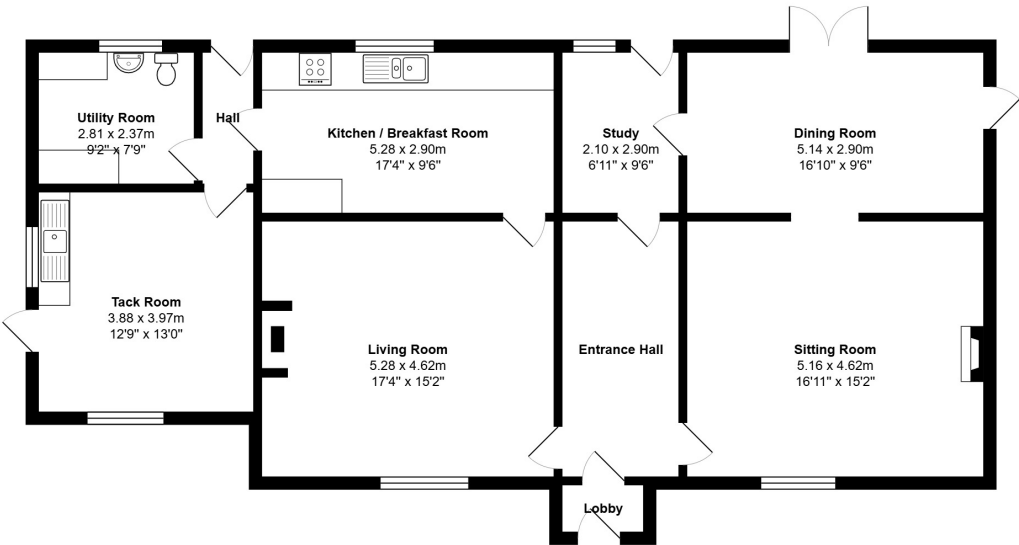 Utility Room
2.81 x 2.37m
9'2" x 7'9"
Hall
Kitchen / Breakfast Room
5.28 x 2.90m
17'4" x 9'6"
Study
2.10 x 2.90m
6'11" x 9'6"
Dining Room
5.14 x 2.90m
16'10" x 9'6"
Tack Room
3.88 x 3.97m
12'9" x 13'0"
Living Room
5.28 x 4.62m
17'4" x 15'2"
Entrance Hall
Sitting Room
5.16 x 4.62m
16'11" x 15'2"
Lobby